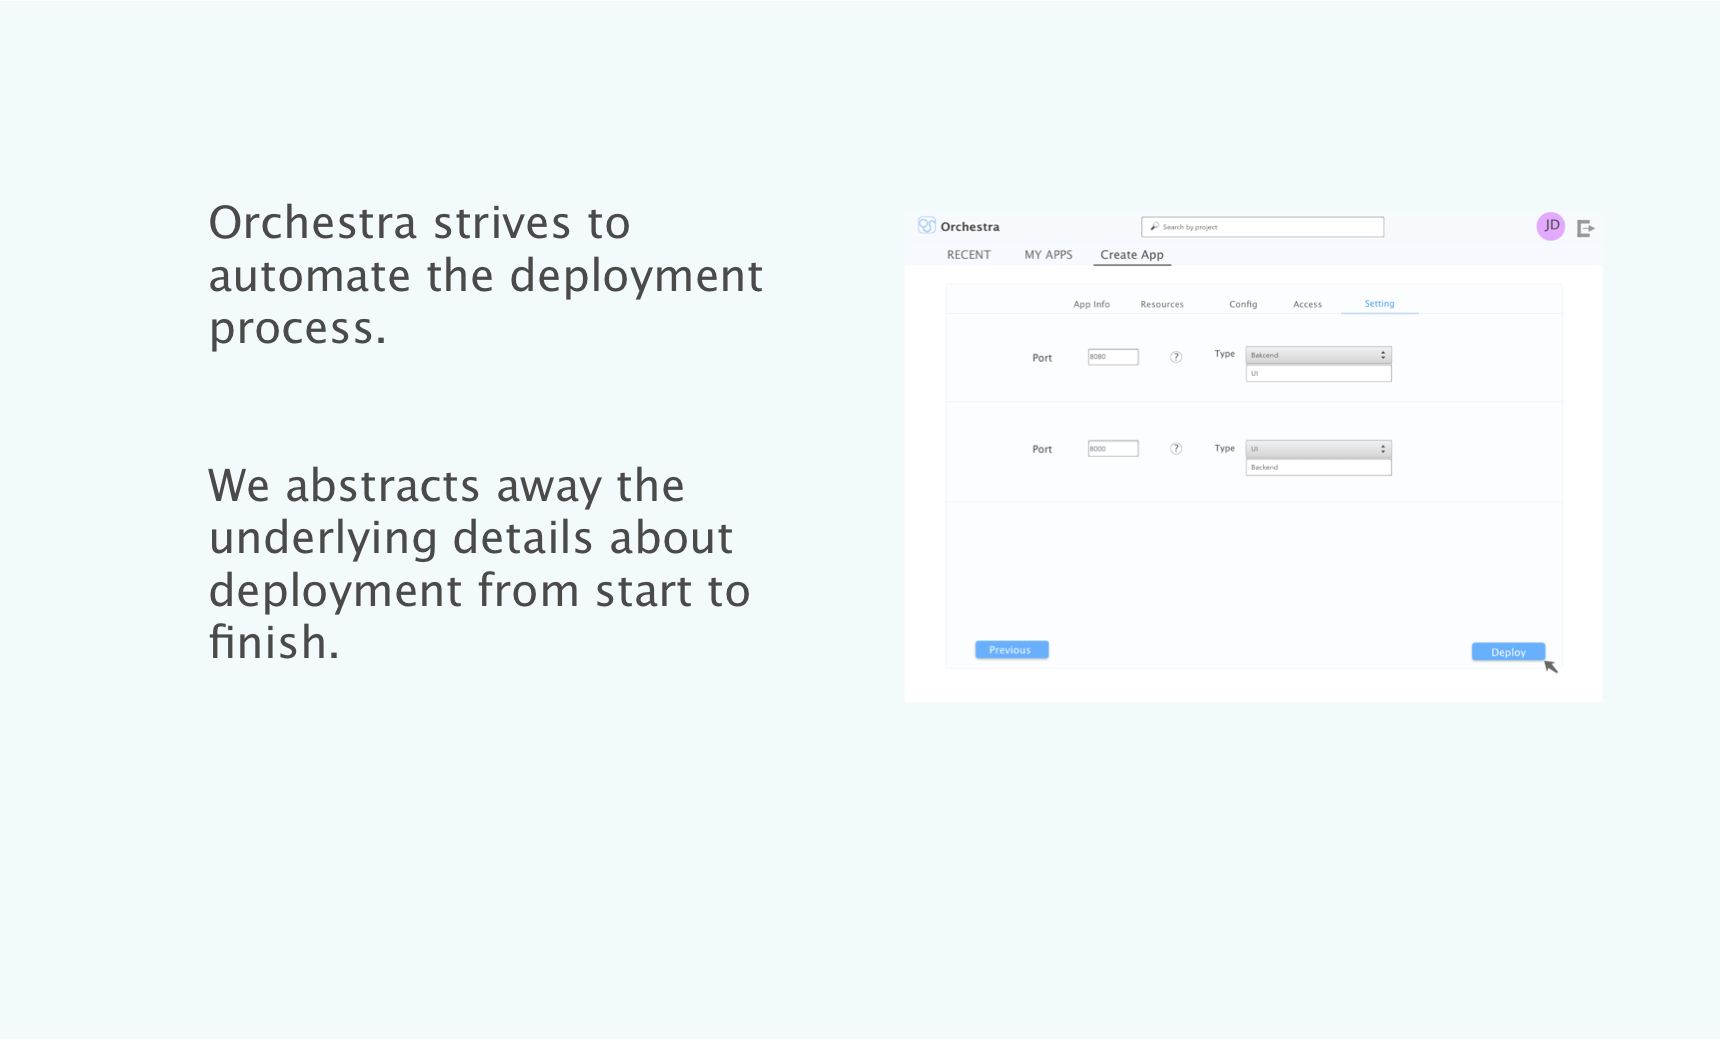 Orchestra strives to
automate the deployment
process.
We abstracts away the
underlying details about
deployment from start to
finish.
Orchestra
Search by project
JD
RECENT MY APPS Create App
App Info Resources Config Access Setting
Port 8080 ? Type Bakcend
UI
Port 8000 ? Type UI
Backend
Previous Deploy